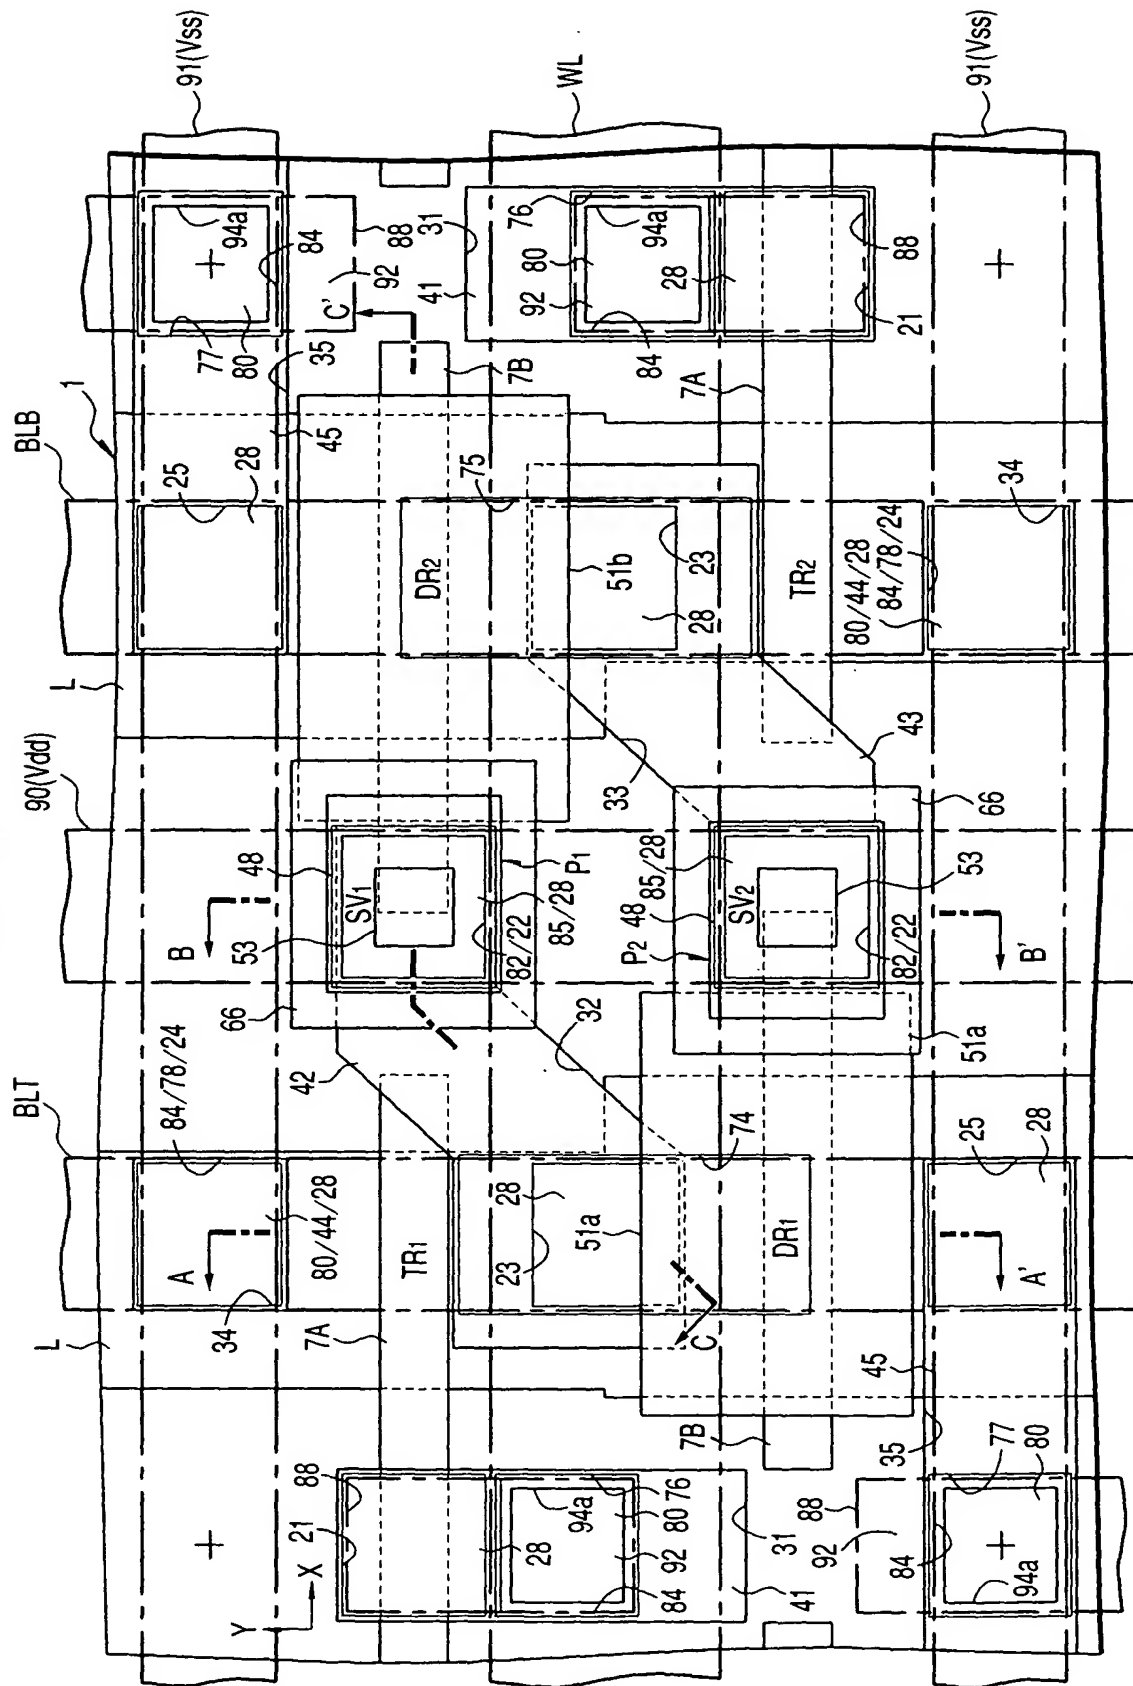 L
BLT
90(Vdd)
L
BLB
1
91(Vss)
A
34
84/78/24
B
25
94a
77
Y
28
48
84
80
X
21
88
80/44/28
66
53
28
35
45
7A
42
SV1
C'
92
88
TR1
P1
DR2
31
41
28
23
28
76
80
85/28
82/22
75
7B
94a
92
80
WL
41
31
51a
32
33
28
51b
23
84
28
92
84
76
94a
7B
C
74
P2
48
7A
DR1
SV2
85/28
TR2
88
92
88
35
45
82/22
43
80/44/28
84/78/24
21
88
84
77
94a
80
25
A'
51a
53
66
34
28
B'
91(Vss)